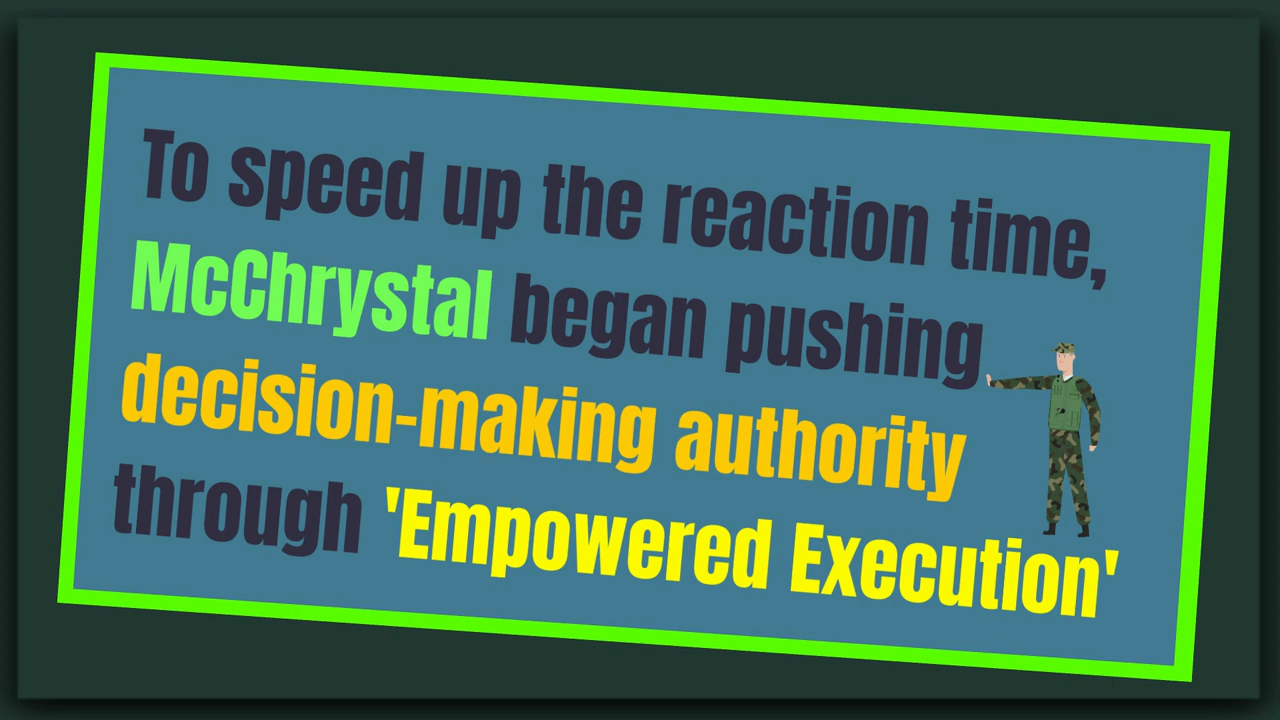 To speed up the reaction time,
McChrystal began pushing
decision-making authority
through 'Empowered Execution'